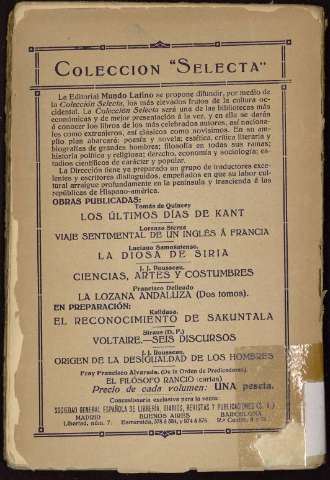 COLECCION "SELECTA"
La Editorial Mundo Latino se propone difundir, por medio de
la Colección Selecta, los más elevados frutos de la cultura oc-
cidental. La Colección Selecta será una de las bibliotecas más
económicas y de mejor presentación á la vez, y en ella se darán
á conocer los libros de los más celebrados autores, así naciona-
les como extranjeros, así clásicos como novísimos. En su am-
plio plan abarcará: poesía y novela; estética, crítica literaria y
biografías de grandes hombres; filosofía en todas sus ramas;
historia política y religiosa; derecho, economía y sociología; es-
tudios científicos de carácter popular.
La Dirección tiene ya preparado un grupo de traductores exce-
lentes y escritores distinguidos, empeñados en que su labor cul-
tural arraigue profundamente en la península y trascienda á las
repúblicas de Hispano-américa.
OBRAS PUBLICADAS:
Tomás de Quincey
LOS ÚLTIMOS DÍAS DE KANT
Lorenzo Sterne
VIAJE SENTIMENTAL DE UN INGLÉS Á FRANCIA
Luciano Samosatense.
LA DIOSA DE SIRIA
J. J. Rousseau.
CIENCIAS, ARTES Y COSTUMBRES
Francisco Delicado
LA LOZANA ANDALUZA (Dos tomos).
EN PREPARACIÓN:
Kalidasa.
EL RECONOCIMIENTO DE SAKUNTALA
Straus (D. F.)
VOLTAIRE.—SEIS DISCURSOS
J. J. Rousseau.
ORIGEN DE LA DESIGUALDAD DE LOS HOMBRES
Fray Francisco Alvarado. (De la Orden de Predicadores).
EL FILÓSOFO RANCIO (cartas)
Precio de cada volumen: UNA peseta.
Concesionaria exclusiva para la venta:
SOCIEDAD GENERAL ESPAÑOLA DE LIBRERÍA, DIARIOS, REVISTAS Y PUBLICACIONES
MADRID BUENOS AIRES BARCELONA
Libertad, núm. 7. Esmeralda, 570 á 574